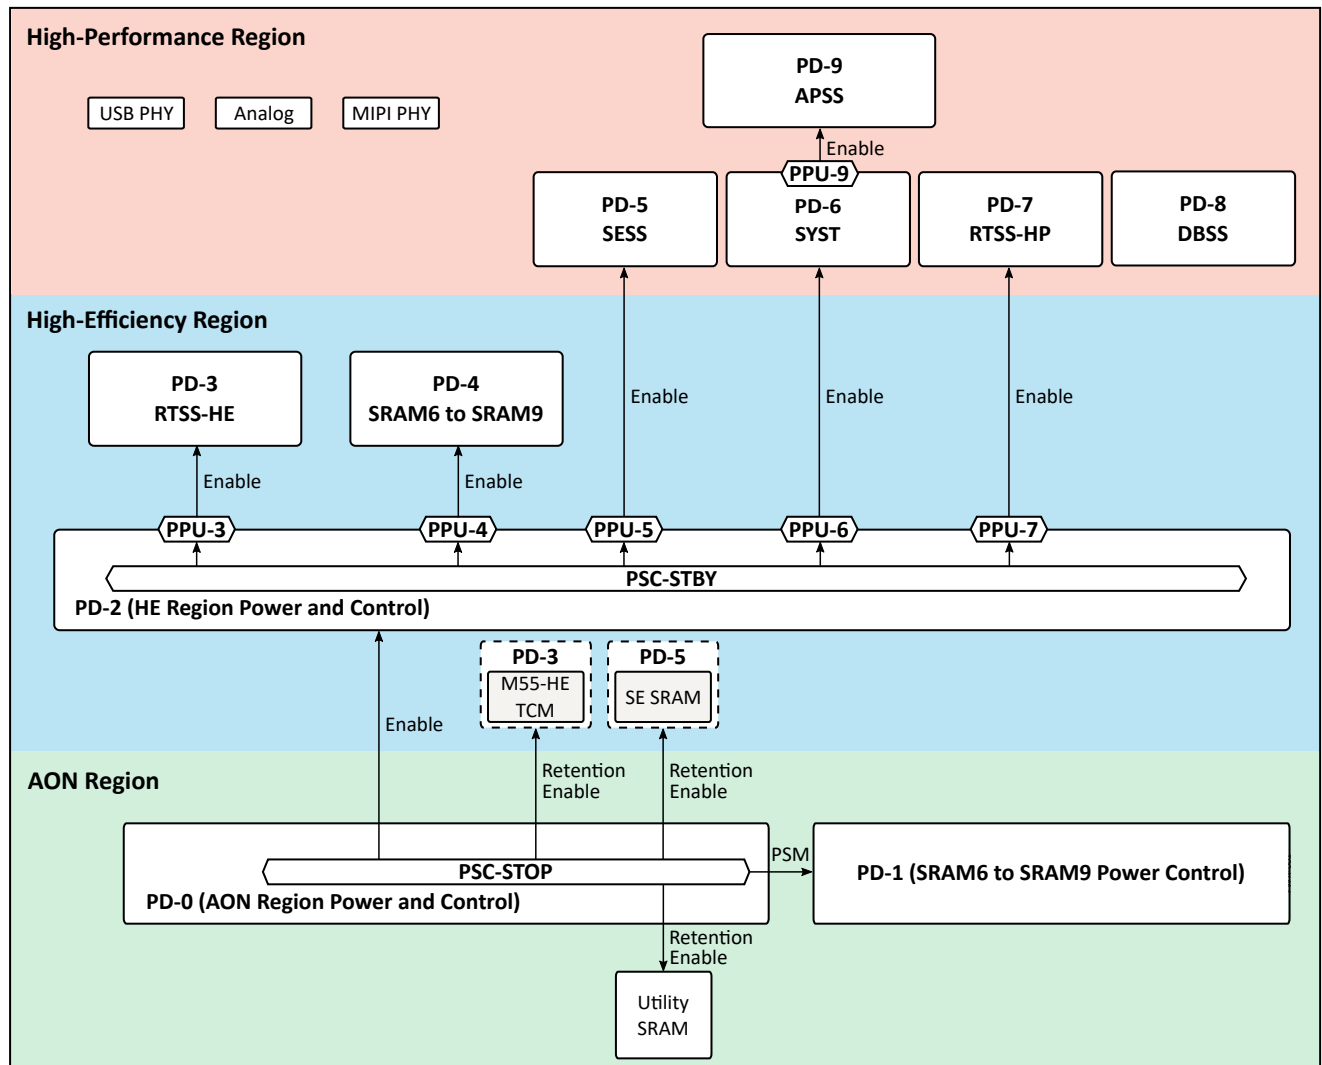 High-Performance Region
PD-9
APSS
USB PHY
Analog
MIPI PHY
Enable
PPU-9
PD-5
SESS
PD-6
SYST
PD-7
RTSS-HP
PD-8
DBSS
High-Efficiency Region
PD-3
RTSS-HE
PD-4
SRAM6 to SRAM9
Enable
Enable
Enable
Enable
Enable
PPU-3
PPU-4
PPU-5
PPU-6
PPU-7
PSC-STBY
PD-2 (HE Region Power and Control)
PD-3
M55-HE
TCM
PD-5
SE SRAM
Enable
AON Region
Retention
Enable
Retention
Enable
PSC-STOP
PD-0 (AON Region Power and Control)
PSM
PD-1 (SRAM6 to SRAM9 Power Control)
Retention
Enable
Utility
SRAM